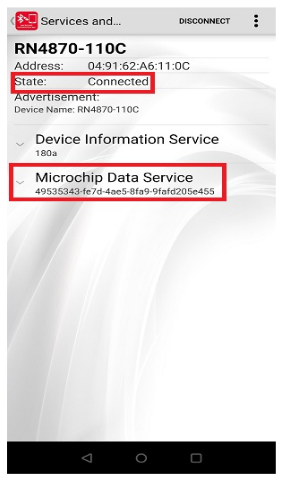 Services and...
DISCONNECT
RN4870-110C
Address: 04:91:62:A6:11:0C
State: Connected
Advertisement:
Device Name: RN4870-110C
Device Information Service
180a
Microchip Data Service
49535343-fe7d-4ae5-8fa9-9fafd205e455